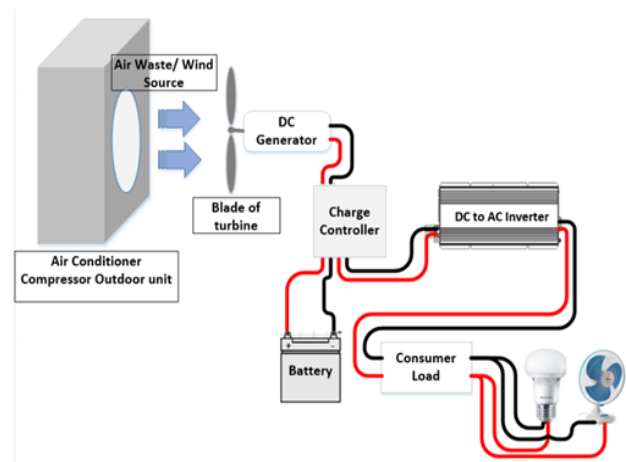 Air Waste/ Wind
Source
DC
Generator
Blade of
turbine
Charge
Controller
DC to AC Inverter
Air Conditioner
Compressor Outdoor unit
+ -
Battery
Consumer
Load